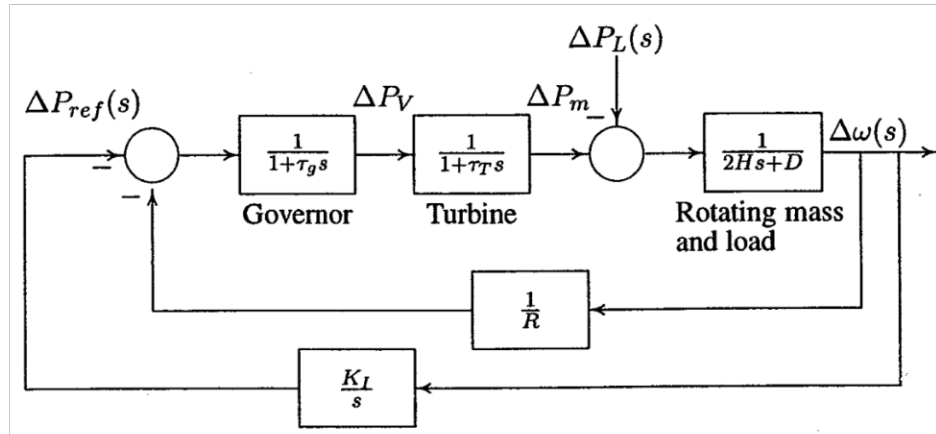 ΔP_L(s)
ΔP_ref(s)
ΔP_V
ΔP_m
Δω(s)
−
−
−
1/(1+τ_g s)
1/(1+τ_T s)
1/(2Hs+D)
Governor
Turbine
Rotating mass
and load
1/R
K_I/s